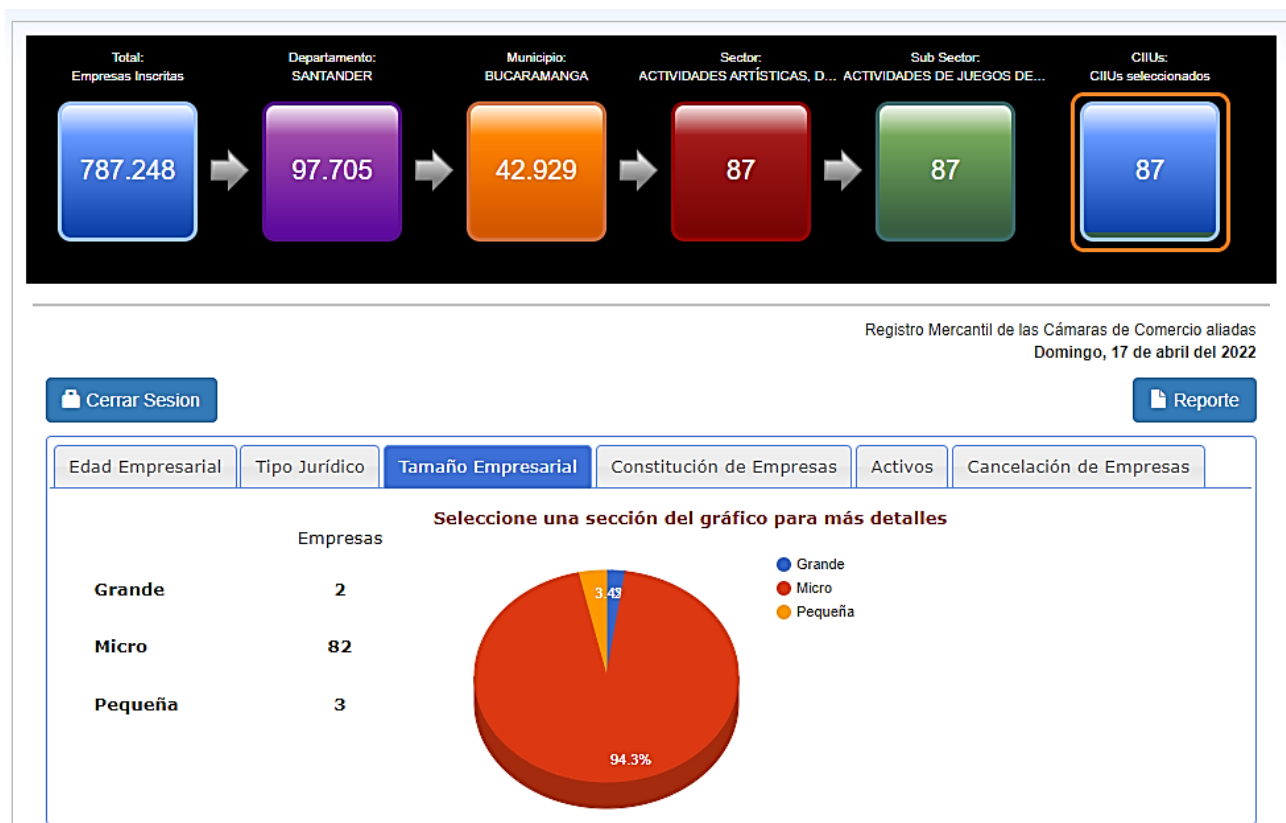 Total:
Empresas Inscritas
Departamento:
SANTANDER
Municipio:
BUCARAMANGA
Sector:
ACTIVIDADES ARTÍSTICAS, D...
Sub Sector:
ACTIVIDADES DE JUEGOS DE...
CIIUs:
CIIUs seleccionados
787.248
97.705
42.929
87
87
87
Registro Mercantil de las Cámaras de Comercio aliadas
Domingo, 17 de abril del 2022
Cerrar Sesion
Reporte
Edad Empresarial
Tipo Jurídico
Tamaño Empresarial
Constitución de Empresas
Activos
Cancelación de Empresas
Seleccione una sección del gráfico para más detalles
Empresas
Grande 2
Micro 82
Pequeña 3
94.3%
Grande
Micro
Pequeña